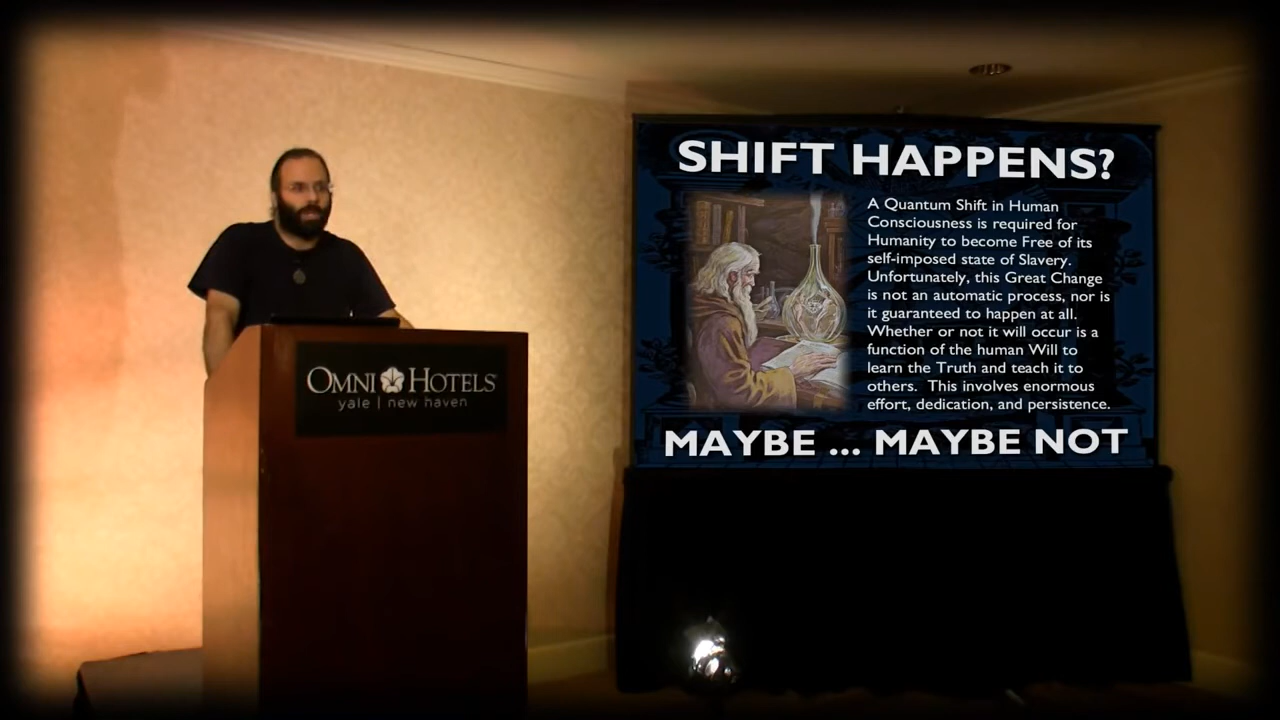 OMNI HOTELS
yale | new haven
SHIFT HAPPENS?
A Quantum Shift in Human
Consciousness is required for
Humanity to become Free of its
self-imposed state of Slavery.
Unfortunately, this Great Change
is not an automatic process, nor is
it guaranteed to happen at all.
Whether or not it will occur is a
function of the human Will to
learn the Truth and teach it to
others. This involves enormous
effort, dedication, and persistence.
MAYBE ... MAYBE NOT